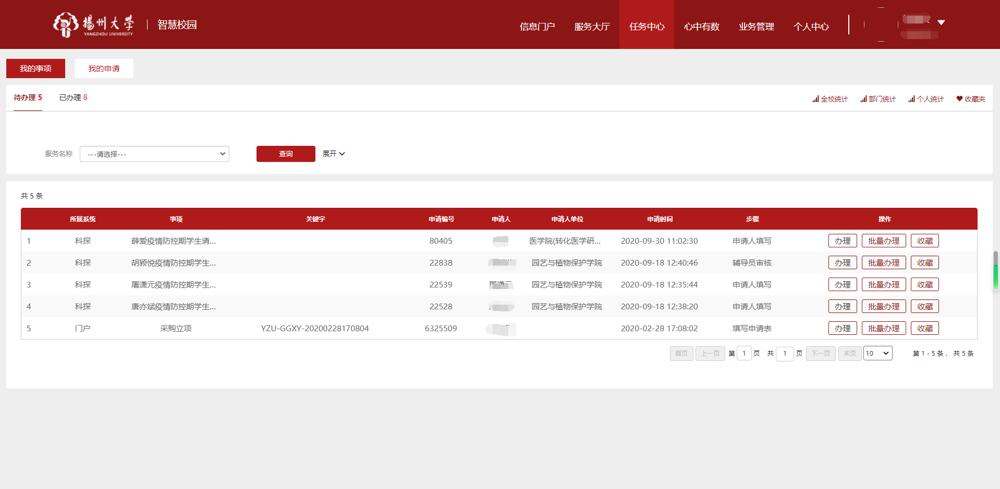 揚州大学 智慧校园
YANGZHOU UNIVERSITY
信息门户 服务大厅 任务中心 心中有数 业务管理 个人中心
我的事项 我的申请
待办理 5 已办理 8 全校统计 部门统计 个人统计 收藏夹
服务名称 ---请选择--- 查询 展开
共 5 条
所属系统 事项 关键字 申请编号 申请人 申请人单位 申请时间 步骤 操作
1 科探 薛爱疫情防控期学生请... 80405 医学院(转化医学研... 2020-09-30 11:02:30 申请人填写 办理 批量办理 收藏
2 科探 胡颍悦疫情防控期学生... 22838 园艺与植物保护学院 2020-09-18 12:40:46 辅导员审核 办理 批量办理 收藏
3 科探 屠潇元疫情防控期学生... 22539 园艺与植物保护学院 2020-09-18 12:35:44 申请人填写 办理 批量办理 收藏
4 科探 唐亦斌疫情防控期学生... 22528 园艺与植物保护学院 2020-09-18 12:38:20 申请人填写 办理 批量办理 收藏
5 门户 采购立项 YZU-GGXY-20200228170804 6325509 2020-02-28 17:08:02 填写申请表 办理 批量办理 收藏
首页 上一页 第 1 页 共 1 页 下一页 末页 10 第 1 - 5 条， 共 5 条